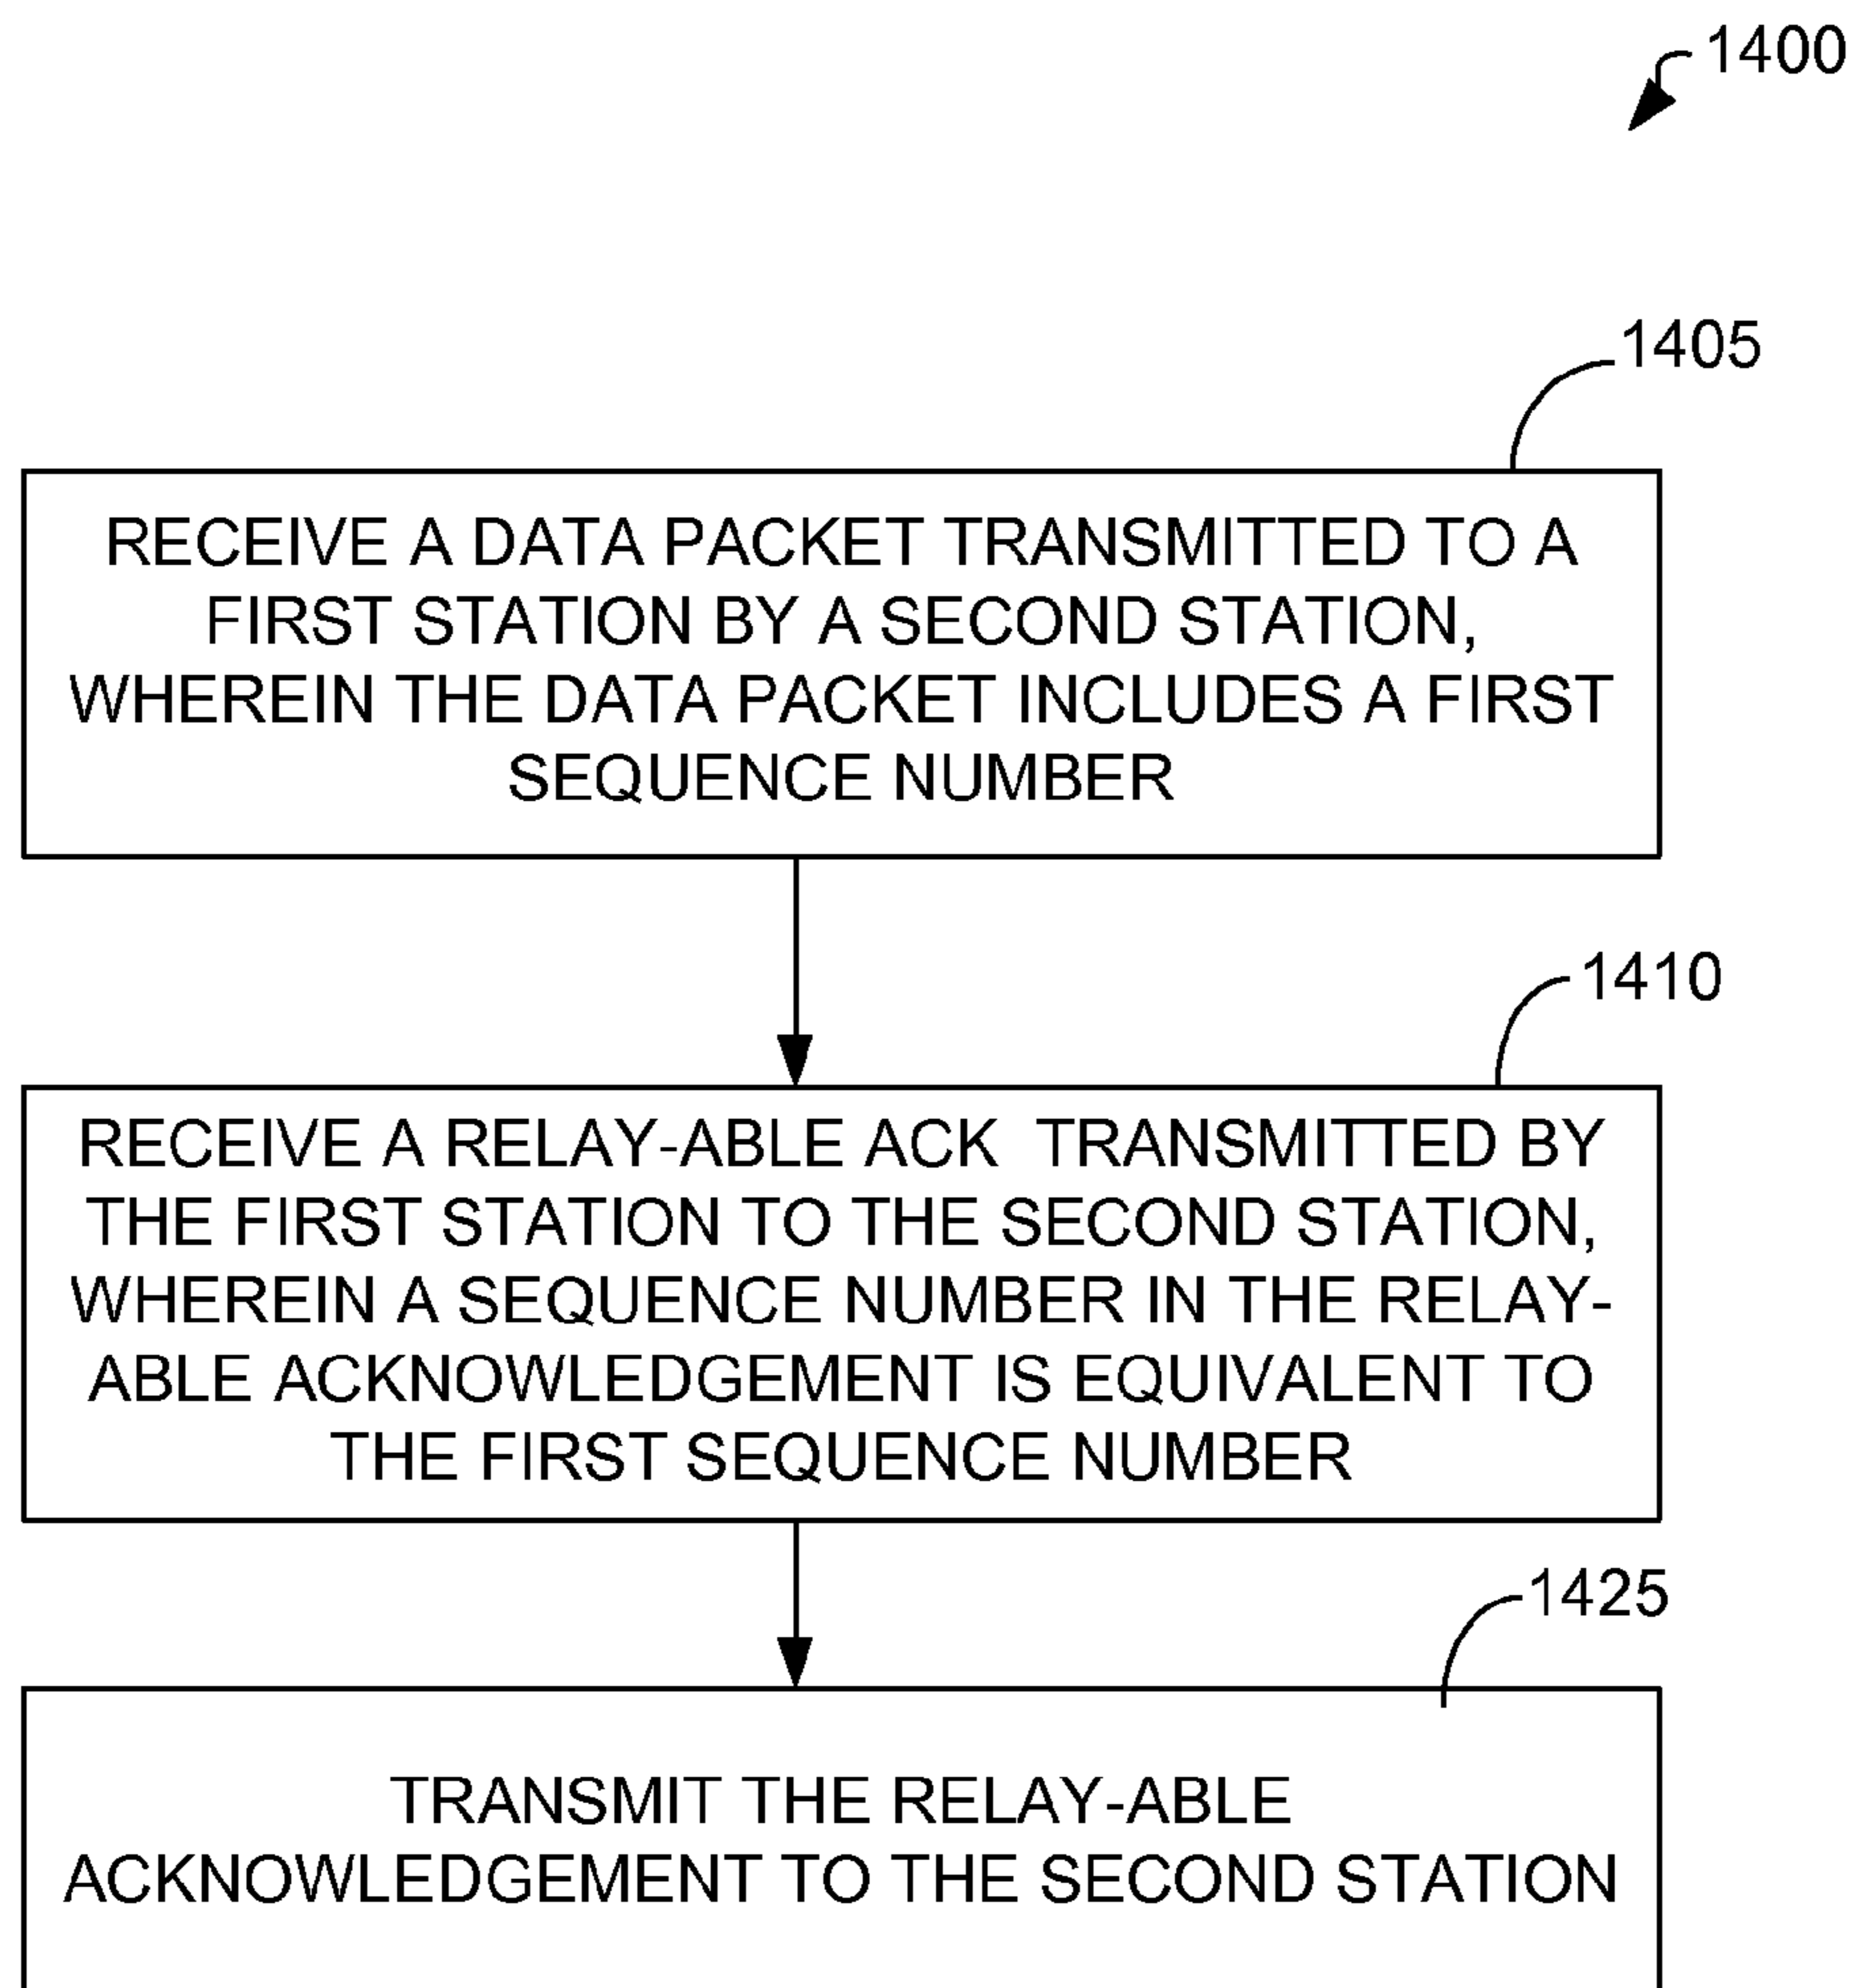 1400
1405
RECEIVE A DATA PACKET TRANSMITTED TO A
FIRST STATION BY A SECOND STATION,
WHEREIN THE DATA PACKET INCLUDES A FIRST
SEQUENCE NUMBER
1410
RECEIVE A RELAY-ABLE ACK TRANSMITTED BY
THE FIRST STATION TO THE SECOND STATION,
WHEREIN A SEQUENCE NUMBER IN THE RELAY-
ABLE ACKNOWLEDGEMENT IS EQUIVALENT TO
THE FIRST SEQUENCE NUMBER
1425
TRANSMIT THE RELAY-ABLE
ACKNOWLEDGEMENT TO THE SECOND STATION